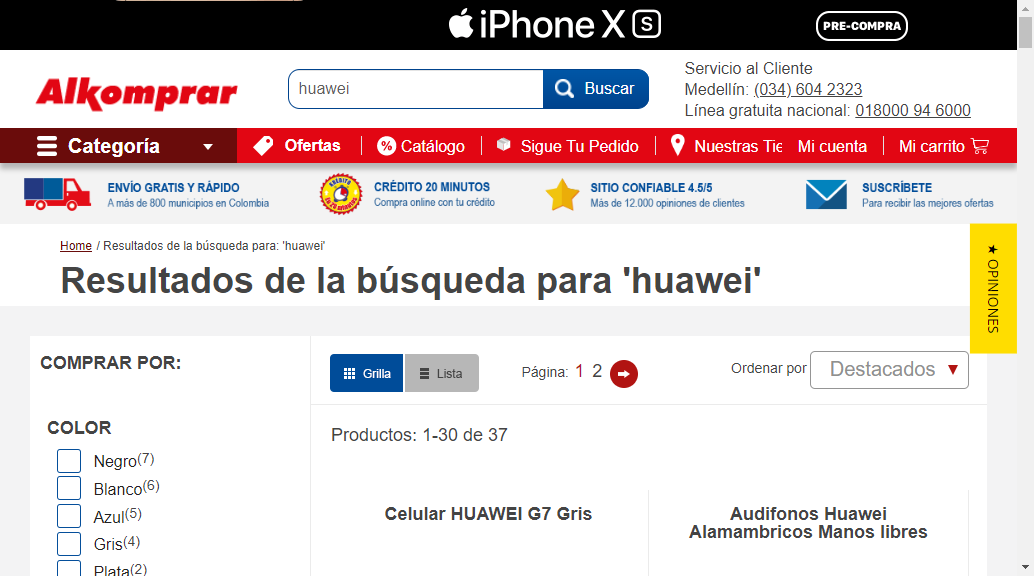 iPhone X S
PRE-COMPRA
Alkomprar
huawei
Buscar
Servicio al Cliente
Medellín: (034) 604 2323
Línea gratuita nacional: 018000 94 6000
Categoría
Ofertas
Catálogo
Sigue Tu Pedido
Nuestras Tie
Mi cuenta
Mi carrito
ENVÍO GRATIS Y RÁPIDO
A más de 800 municipios en Colombia
CRÉDITO 20 MINUTOS
Compra online con tu crédito
SITIO CONFIABLE 4.5/5
Más de 12.000 opiniones de clientes
SUSCRÍBETE
Para recibir las mejores ofertas
Home / Resultados de la búsqueda para: 'huawei'
Resultados de la búsqueda para 'huawei'
★ OPINIONES
COMPRAR POR:
Grilla
Lista
Página: 1 2
Ordenar por
Destacados
Productos: 1-30 de 37
COLOR
Negro(7)
Blanco(6)
Azul(5)
Gris(4)
Plata(2)
Celular HUAWEI G7 Gris
Audifonos Huawei
Alamambricos Manos libres